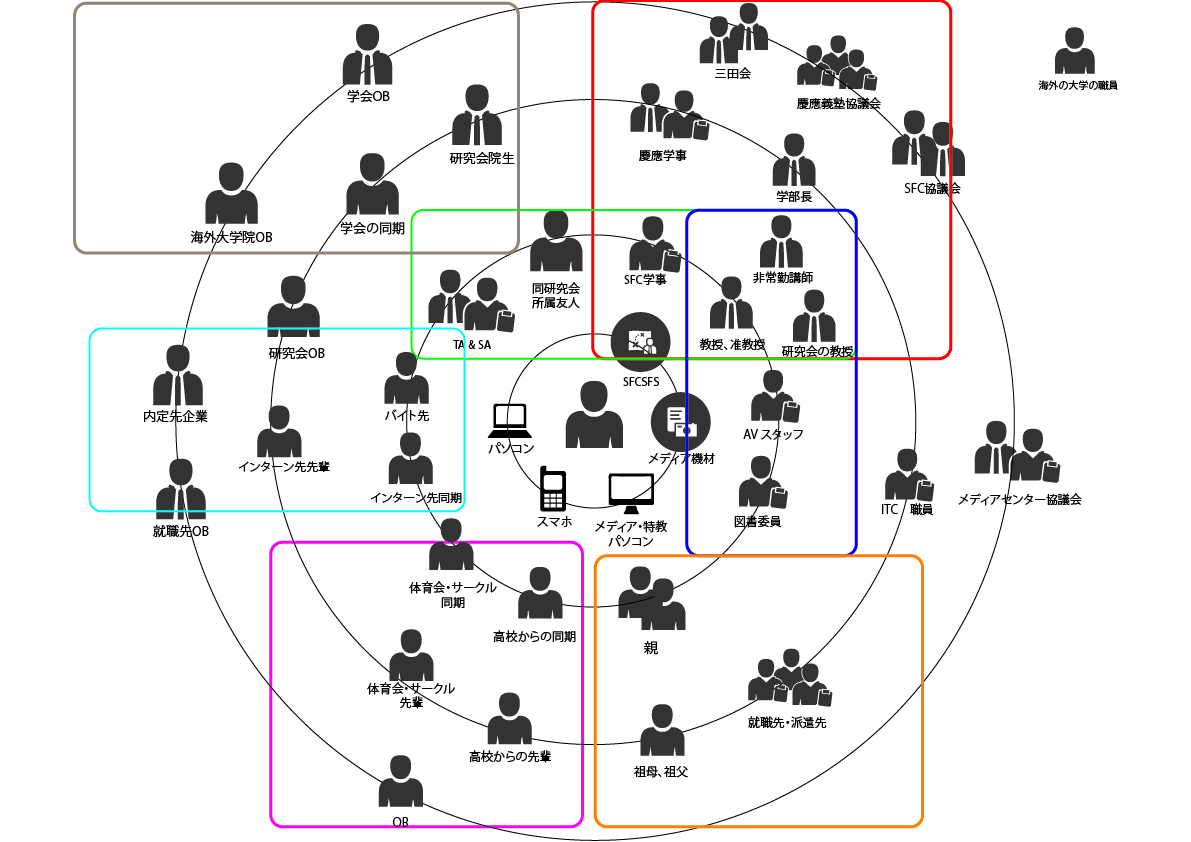 三田会
海外の大学の職員
学会OB
慶應義塾協議会
研究会院生
慶應学事
SFC協議会
学部長
学会の同期
海外大学院OB
同研究会
所属友人
SFC学事
非常勤講師
TA & SA
教授、准教授
研究会の教授
研究会OB
SFCSFS
内定先企業
バイト先
パソコン
メディア機材
AV スタッフ
インターン先先輩
インターン先同期
スマホ
メディア・特教
パソコン
図書委員
ITC 職員
メディアセンター協議会
就職先OB
体育会・サークル
同期
高校からの同期
親
体育会・サークル
先輩
高校からの先輩
就職先・派遣先
祖母、祖父
OB